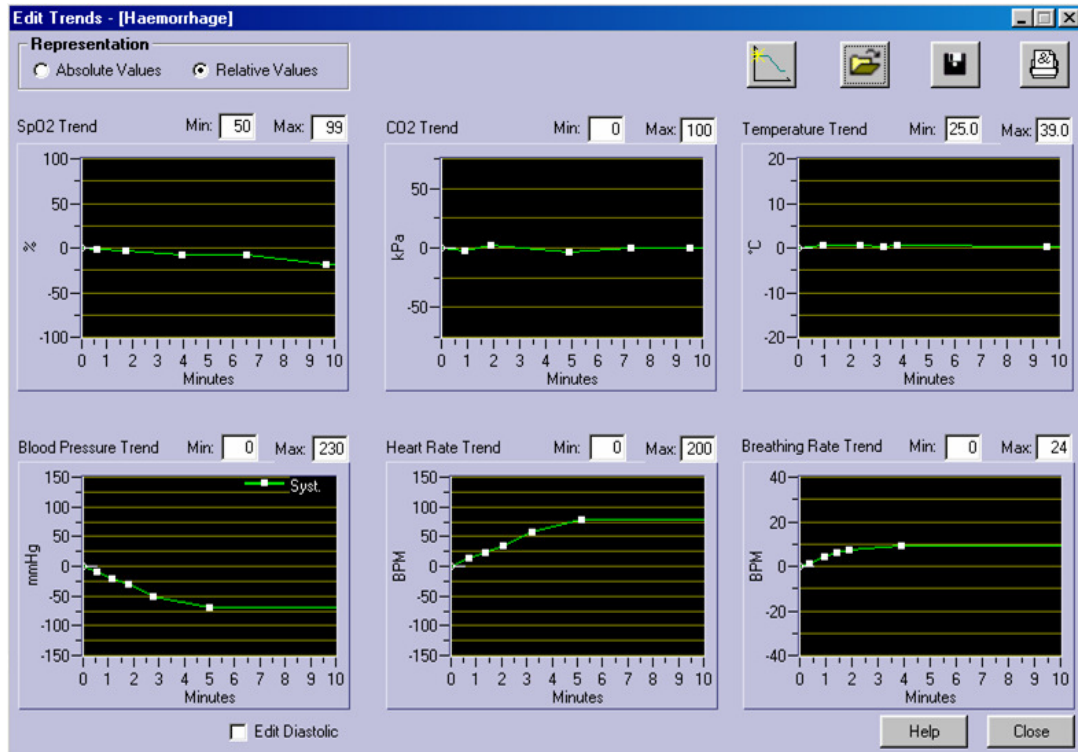 Edit Trends - [Haemorrhage]
Representation
Absolute Values Relative Values
SpO2 Trend Min: 50 Max: 99
100
50
0
-50
-100
%
0 1 2 3 4 5 6 7 8 9 10
Minutes
CO2 Trend Min: 0 Max: 100
50
0
-50
kPa
0 1 2 3 4 5 6 7 8 9 10
Minutes
Temperature Trend Min: 25.0 Max: 39.0
20
10
0
-10
-20
°C
0 1 2 3 4 5 6 7 8 9 10
Minutes
Blood Pressure Trend Min: 0 Max: 230
150
100
50
0
-50
-100
-150
mmHg
Syst.
0 1 2 3 4 5 6 7 8 9 10
Minutes
Heart Rate Trend Min: 0 Max: 200
150
100
50
0
-50
-100
-150
BPM
0 1 2 3 4 5 6 7 8 9 10
Minutes
Breathing Rate Trend Min: 0 Max: 24
40
20
0
-20
-40
BPM
0 1 2 3 4 5 6 7 8 9 10
Minutes
Edit Diastolic
Help Close